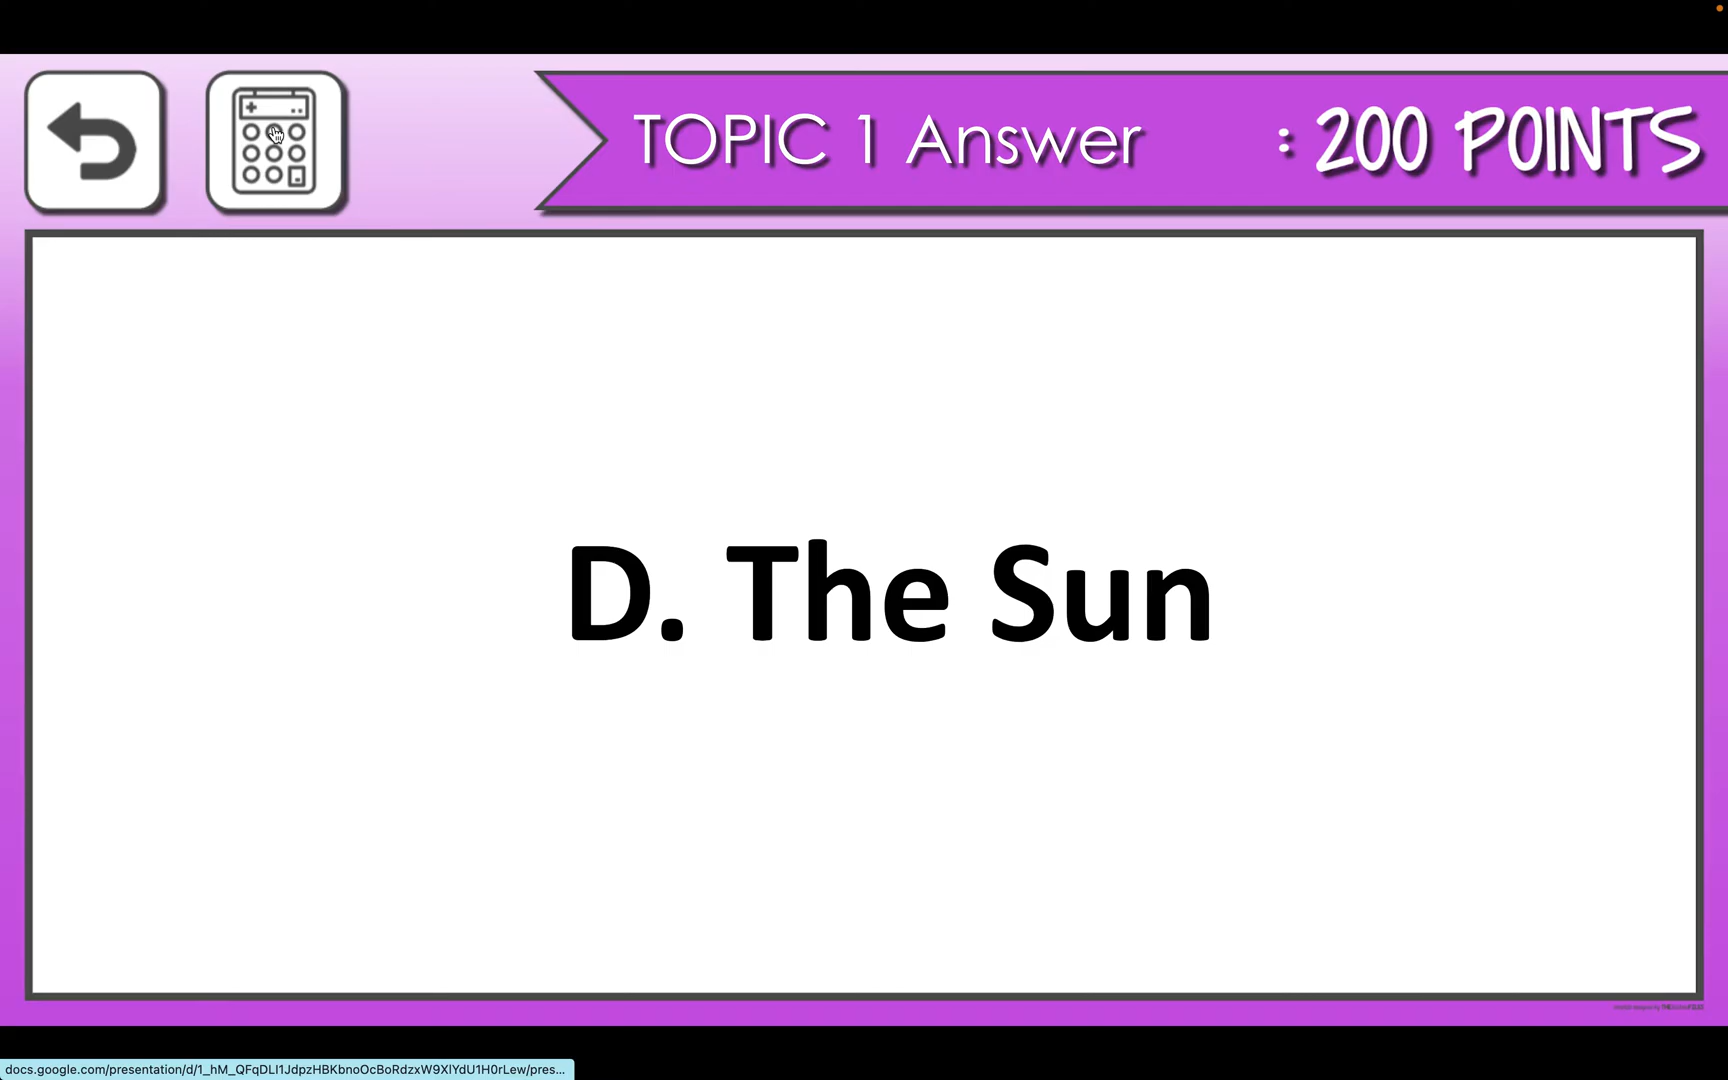 TOPIC 1 Answer : 200 POINTS
D. The Sun
docs.google.com/presentation/d/1_hM_QFqDLI1JdpzHBKbnoOcBoRdzxW9XlYdU1H0rLew/pres...